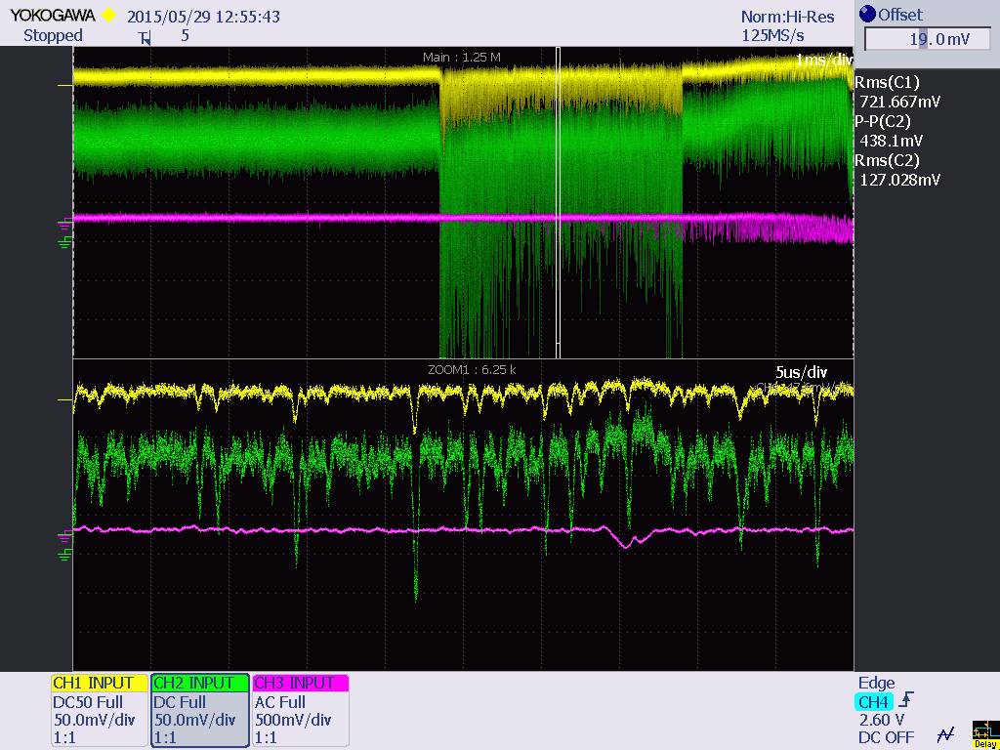 YOKOGAWA 2015/05/29 12:55:43
Stopped 5
Norm:Hi-Res
125MS/s
Offset
19.0mV
Main : 1.25 M
1ms/div
Rms(C1)
721.667mV
P-P(C2)
438.1mV
Rms(C2)
127.028mV
ZOOM1 : 6.25 k
5us/div
CH1 INPUT
DC50 Full
50.0mV/div
1:1
CH2 INPUT
DC Full
50.0mV/div
1:1
CH3 INPUT
AC Full
500mV/div
1:1
Edge
CH4
2.60 V
DC OFF
Delay